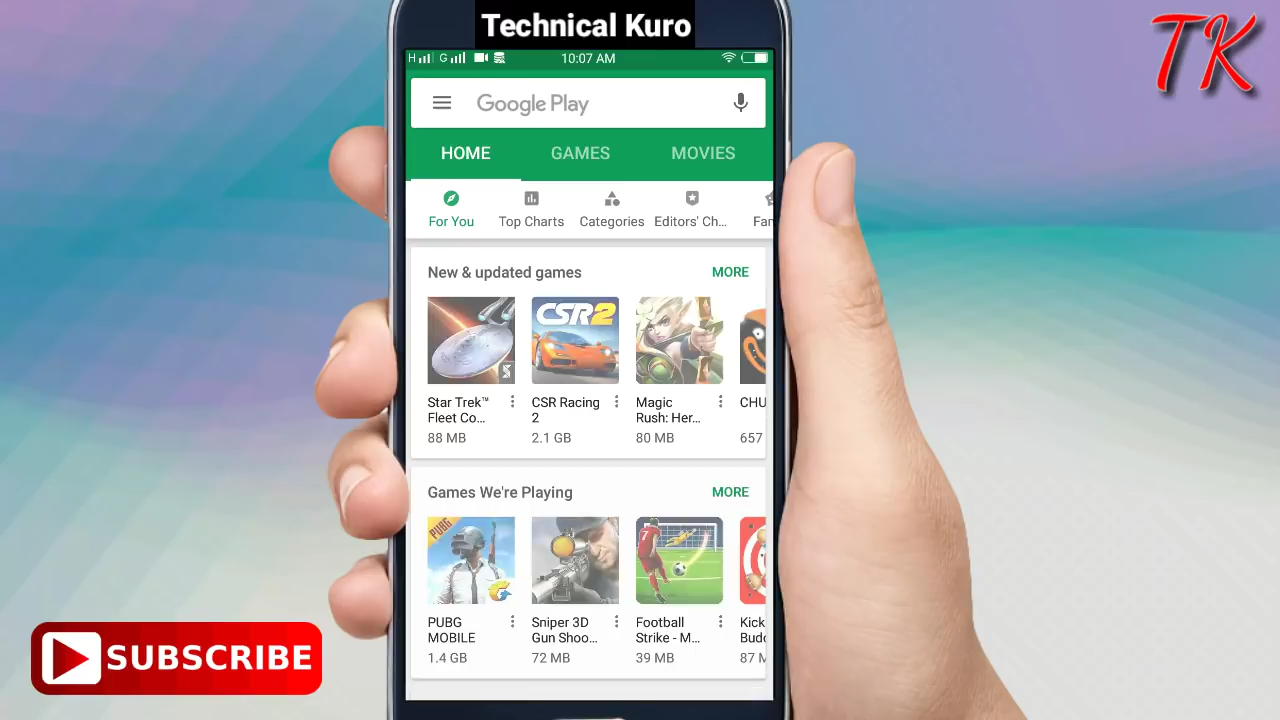 Technical Kuro
TK
H G 10:07 AM
Google Play
HOME GAMES MOVIES
For You Top Charts Categories Editors' Ch... Fan
New & updated games MORE
CSR2
Star Trek™ CSR Racing Magic CHU
Fleet Co... 2 Rush: Her...
88 MB 2.1 GB 80 MB 657
Games We're Playing MORE
PUBG
7
PUBG Sniper 3D Football Kick
MOBILE Gun Shoo... Strike - M... Budd
1.4 GB 72 MB 39 MB 87 M
SUBSCRIBE